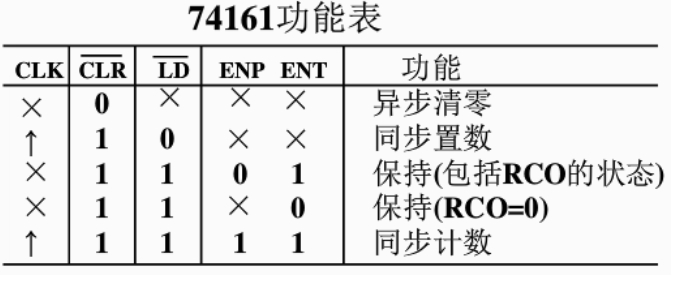 74161功能表
CLK CLR LD ENP ENT 功能
× 0 × × × 异步清零
↑ 1 0 × × 同步置数
× 1 1 0 1 保持(包括RCO的状态)
× 1 1 × 0 保持(RCO=0)
↑ 1 1 1 1 同步计数